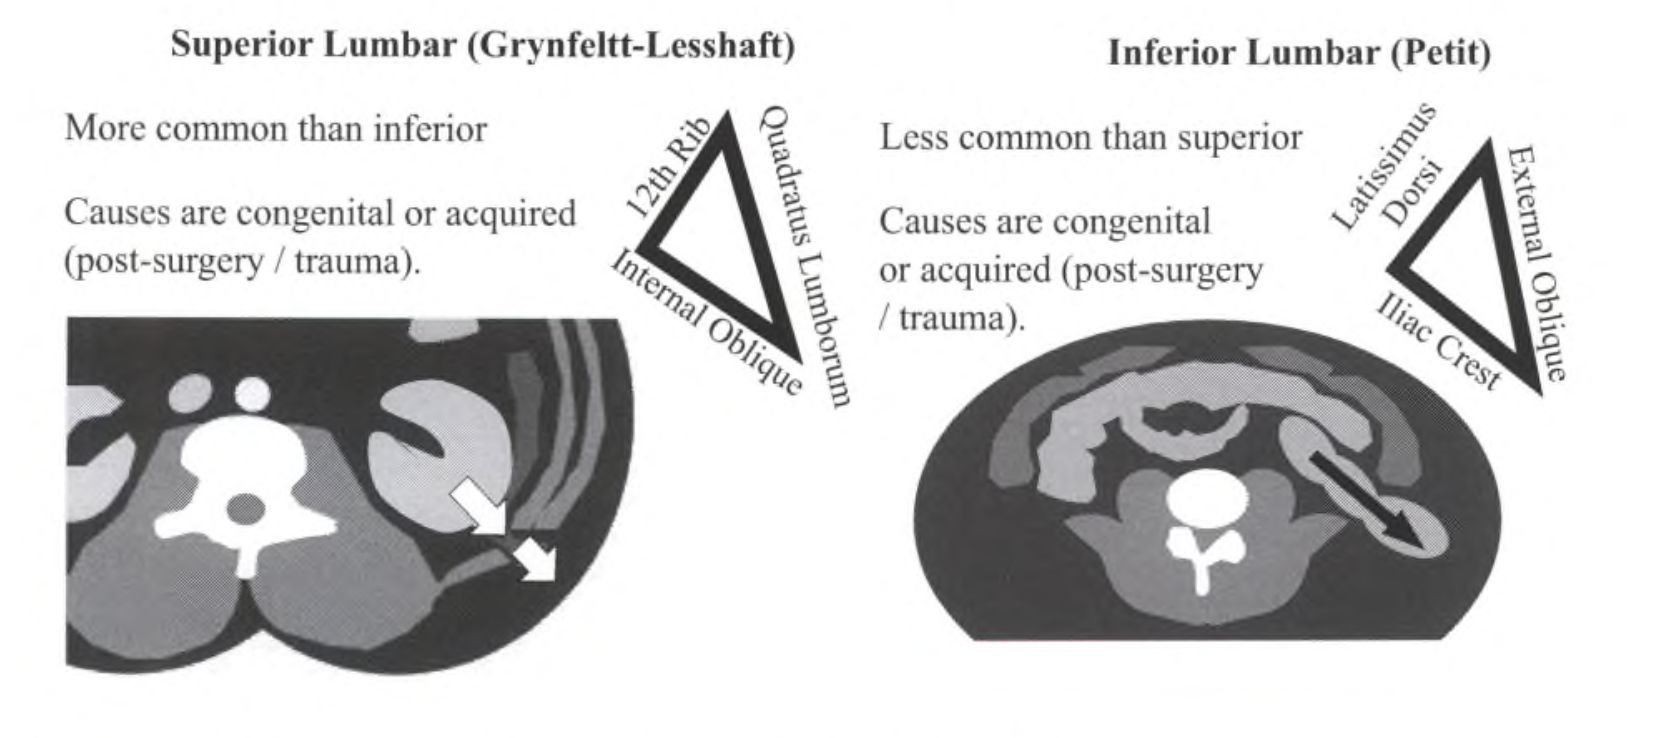 Superior Lumbar (Grynfeltt-Lesshaft)
More common than inferior
Causes are congenital or acquired
(post-surgery / trauma).
12th Rib
Quadratus Lumborum
Internal Oblique
Inferior Lumbar (Petit)
Less common than superior
Causes are congenital
or acquired (post-surgery
/ trauma).
Latissimus
Dorsi
External Oblique
Iliac Crest